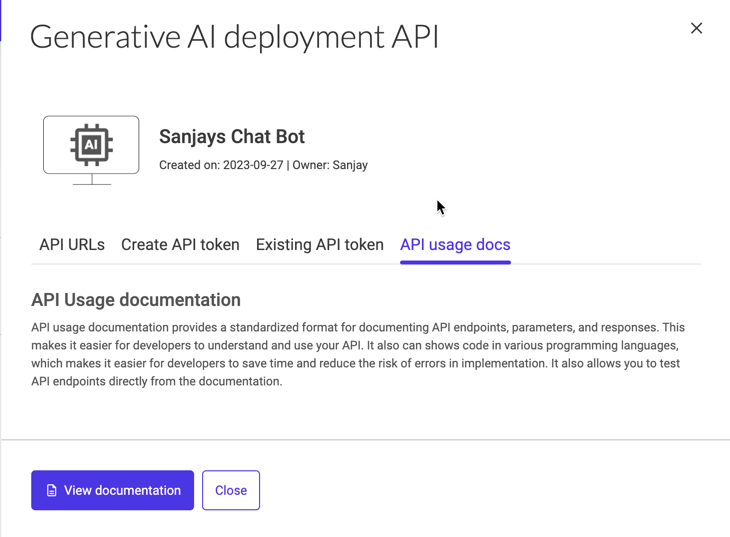 Generative AI deployment API
AI
Sanjays Chat Bot
Created on: 2023-09-27 | Owner: Sanjay
API URLs Create API token Existing API token API usage docs
API Usage documentation
API usage documentation provides a standardized format for documenting API endpoints, parameters, and responses. This
makes it easier for developers to understand and use your API. It also can shows code in various programming languages,
which makes it easier for developers to save time and reduce the risk of errors in implementation. It also allows you to test
API endpoints directly from the documentation.
View documentation Close